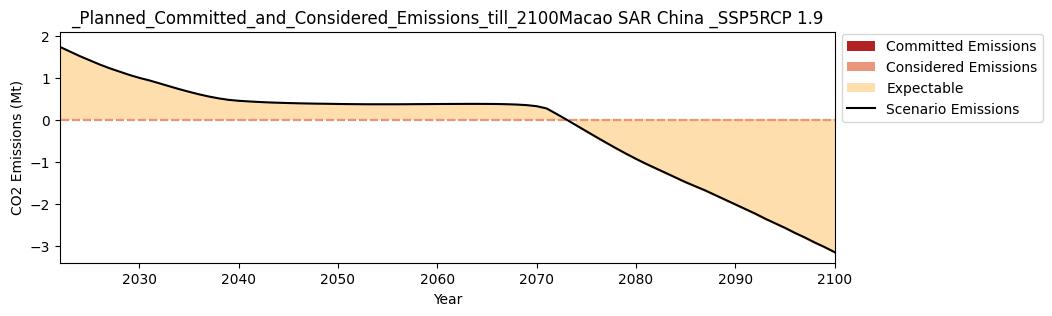 _Planned_Committed_and_Considered_Emissions_till_2100Macao SAR China _SSP5RCP 1.9
2
1
0
−1
−2
−3
CO2 Emissions (Mt)
2030 2040 2050 2060 2070 2080 2090 2100
Year
Committed Emissions
Considered Emissions
Expectable
Scenario Emissions